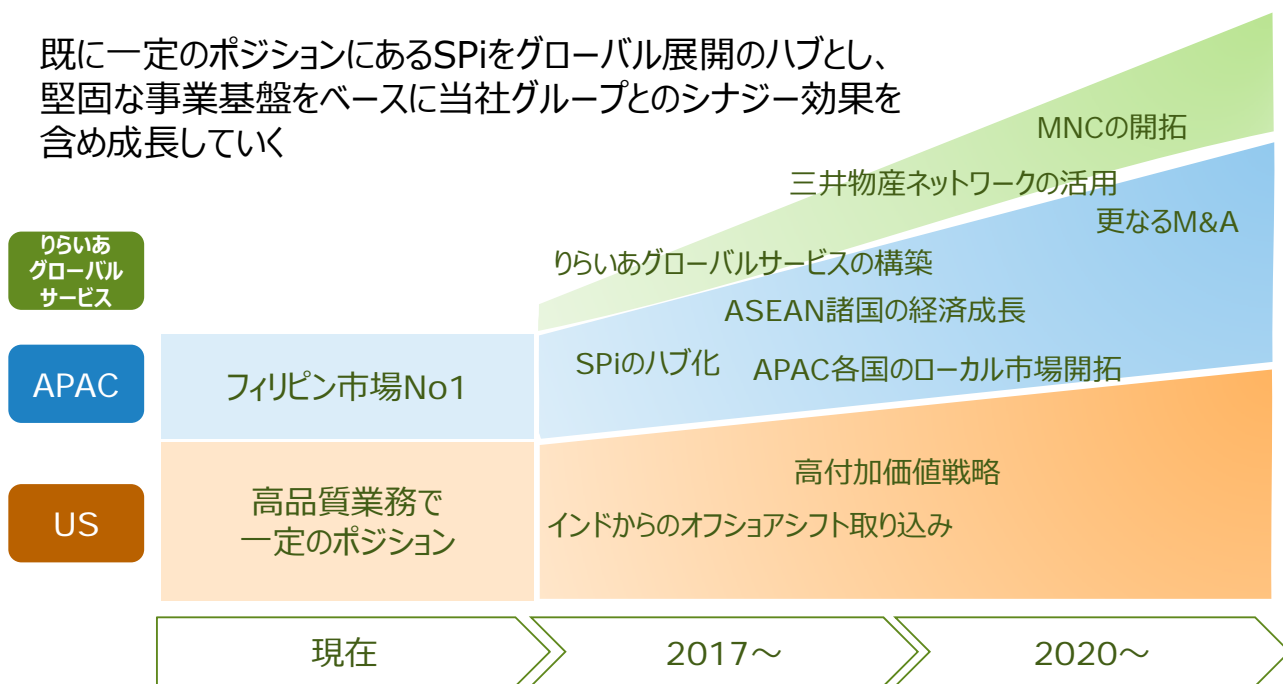 既に一定のポジションにあるSPiをグローバル展開のハブとし、
堅固な事業基盤をベースに当社グループとのシナジー効果を
含め成長していく
MNCの開拓
三井物産ネットワークの活用
更なるM&A
りらいあ
グローバル
サービス
りらいあグローバルサービスの構築
ASEAN諸国の経済成長
APAC
フィリピン市場No1
SPiのハブ化
APAC各国のローカル市場開拓
US
高品質業務で
一定のポジション
高付加価値戦略
インドからのオフショアシフト取り込み
現在
2017～
2020～